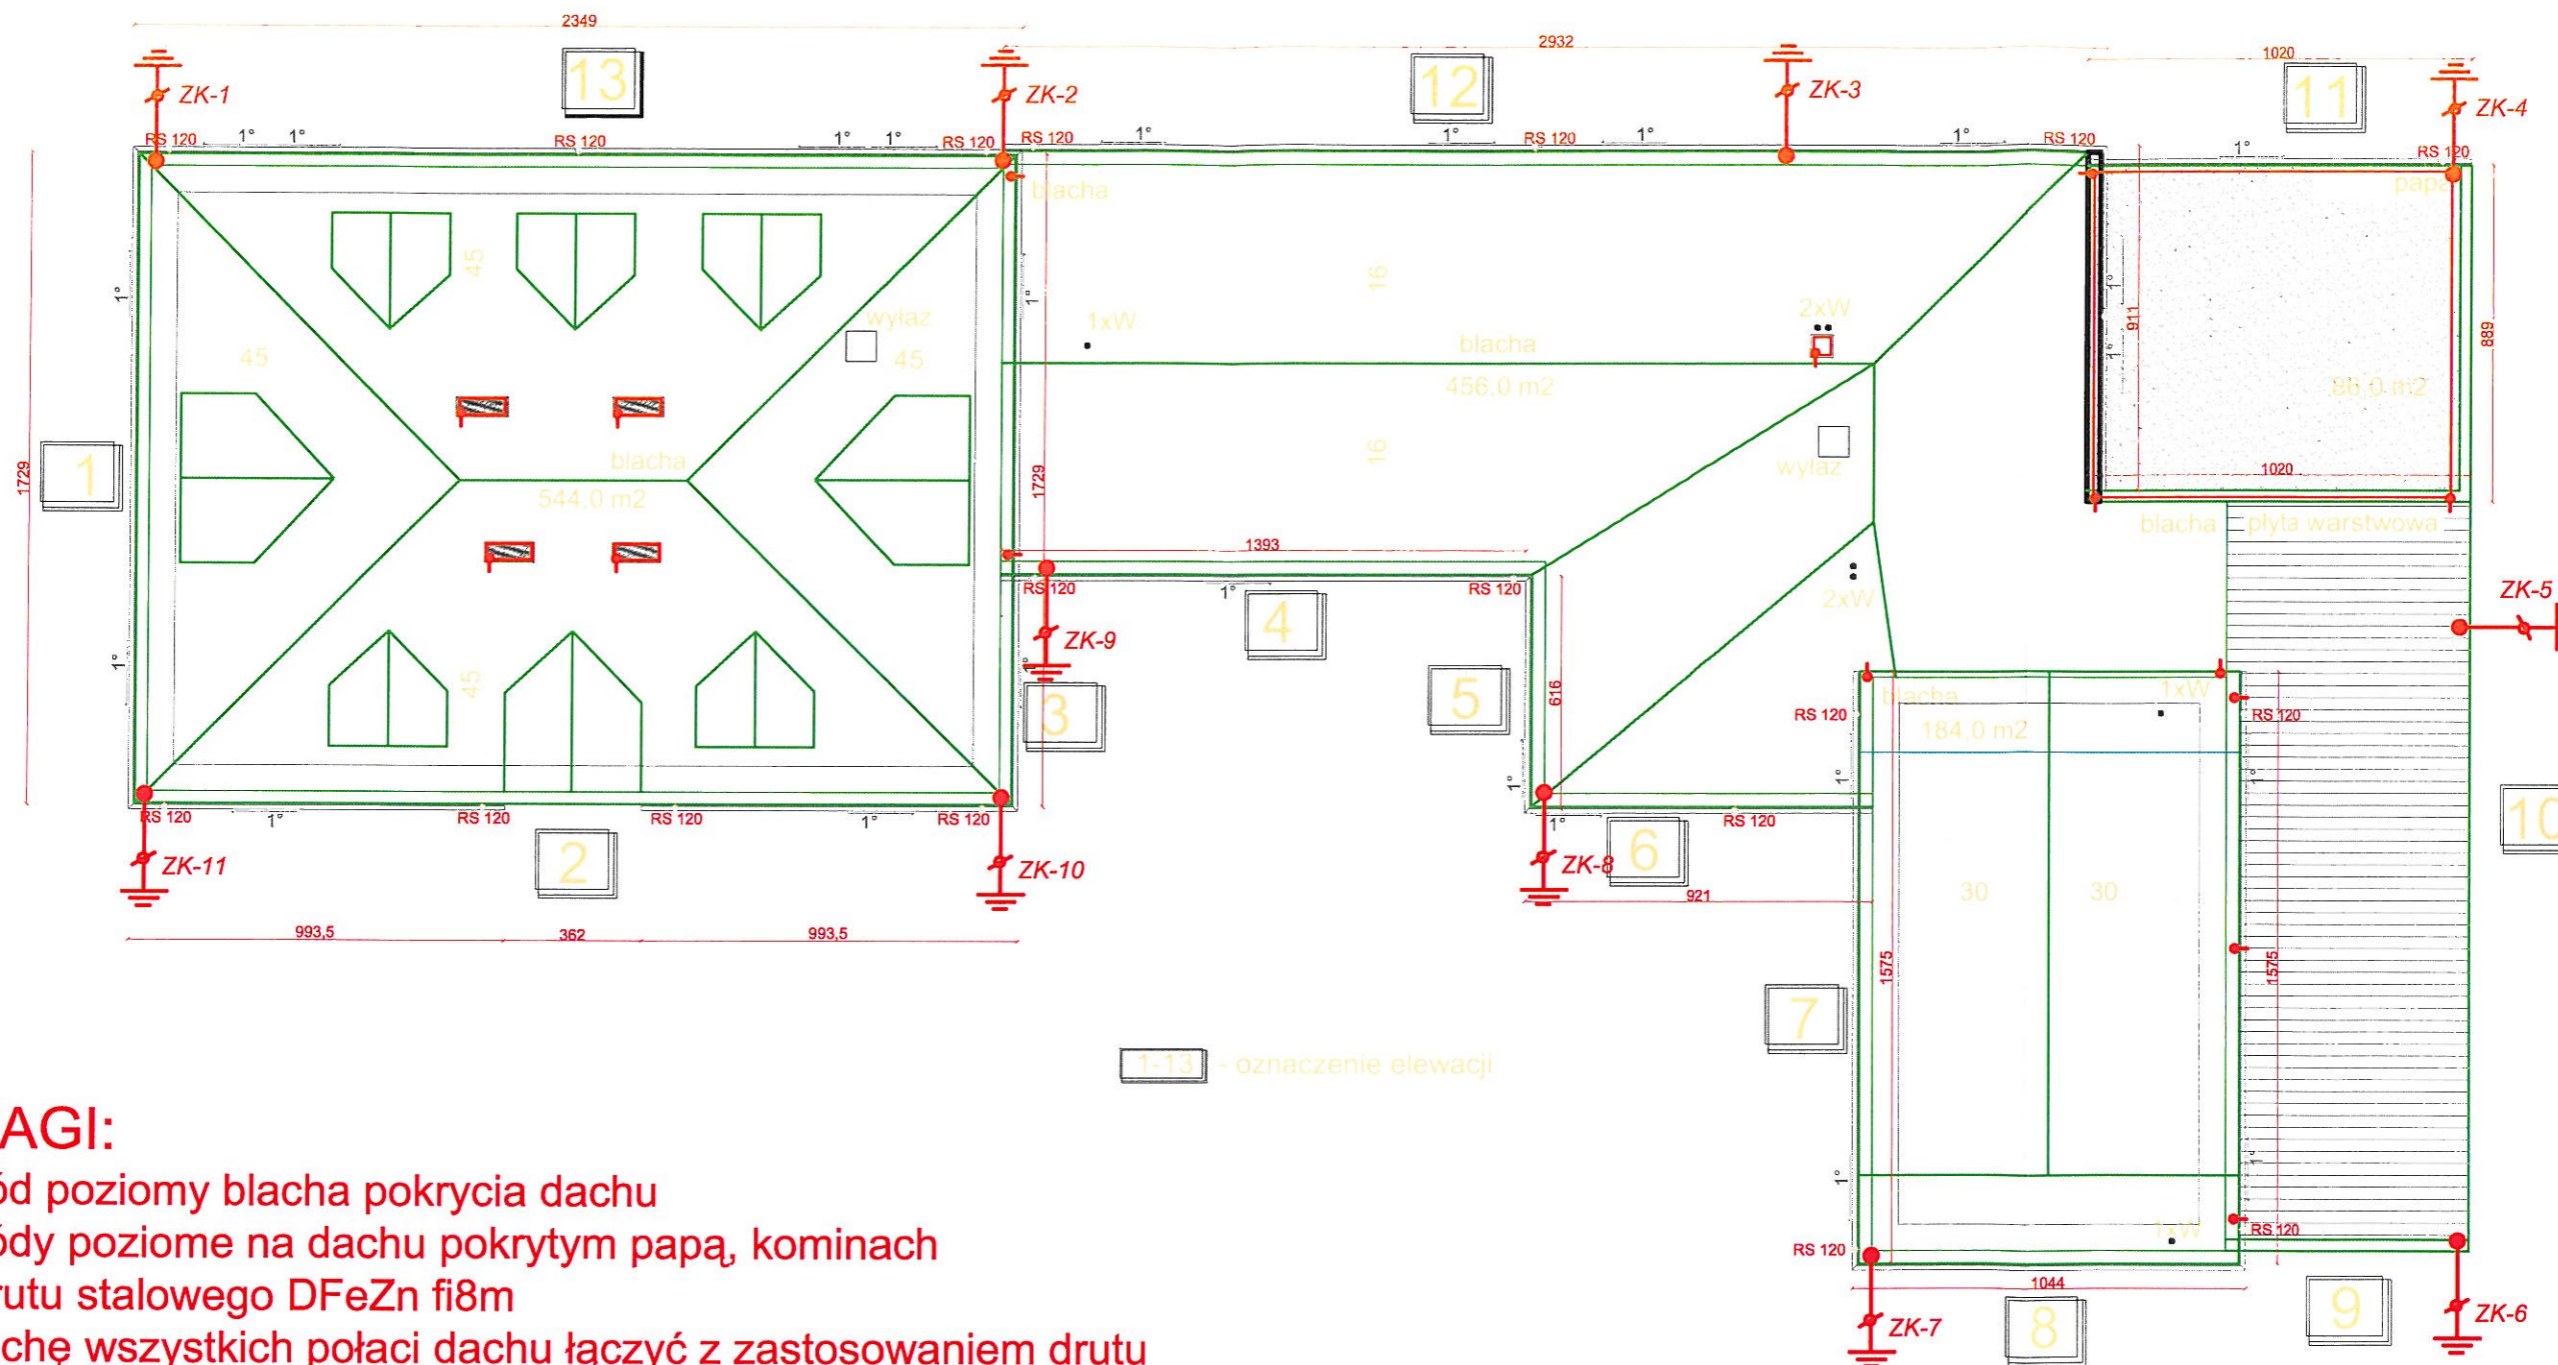 2349
2932
1020
13
12
11
ZK-1
ZK-2
ZK-3
ZK-4
RS 120
1°
1°
RS 120
1°
1°
RS 120
RS 120
1°
1°
RS 120
1°
1°
RS 120
1°
RS 120
blacha
papa
45
16
1xW
2xW
wyłaz
45
45
1°
1°
1°
1°
911
889
blacha
456,0 m2
86,0 m2
1
1729
blacha
544,0 m2
1729
16
wyłaz
1020
blacha
płyta warstwowa
1393
RS 120
1°
RS 120
2xW
ZK-5
4
ZK-9
1°
1°
3
5
616
45
blacha
1xW
RS 120
184,0 m2
RS 120
1°
1°
1°
10
RS 120
1°
RS 120
RS 120
1°
RS 120
1°
RS 120
ZK-11
2
ZK-10
ZK-8
6
921
30
30
993,5
362
993,5
1575
1575
7
1-13 - oznaczenie elewacji
AGI:
ód poziomy blacha pokrycia dachu
ódy poziome na dachu pokrytym papą, kominach
rutu stalowego DFeZn fi8m
chę wszystkich połaci dachu łączyć z zastosowaniem drutu
1°
1°
1xW
RS 120
RS 120
1044
ZK-7
8
9
ZK-6